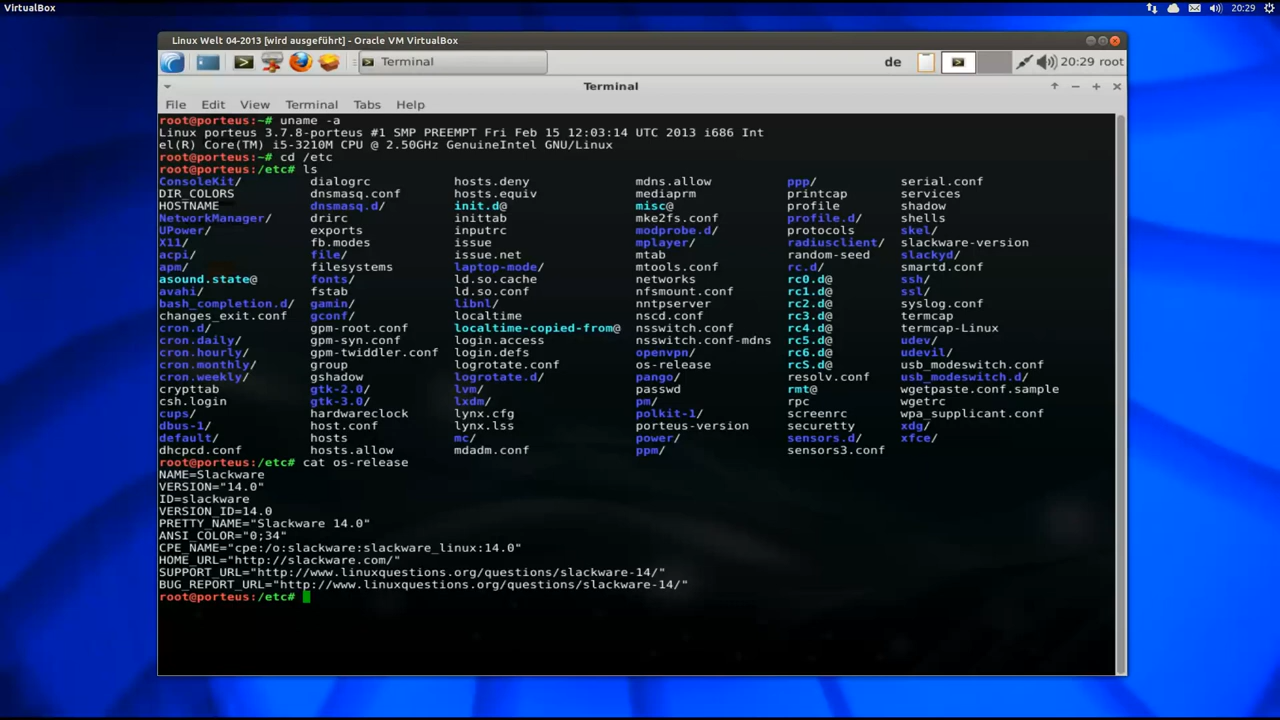 VirtualBox 20:29
Linux Welt 04-2013 [wird ausgeführt] - Oracle VM VirtualBox
Terminal de 20:29 root
Terminal
File Edit View Terminal Tabs Help
root@porteus:~# uname -a
Linux porteus 3.7.8-porteus #1 SMP PREEMPT Fri Feb 15 12:03:14 UTC 2013 i686 Int
el(R) Core(TM) i5-3210M CPU @ 2.50GHz GenuineIntel GNU/Linux
root@porteus:~# cd /etc
root@porteus:/etc# ls
ConsoleKit/ dialogrc hosts.deny mdns.allow ppp/ serial.conf
DIR_COLORS dnsmasq.conf hosts.equiv mediaprm printcap services
HOSTNAME dnsmasq.d/ init.d@ misc@ profile shadow
NetworkManager/ drirc inittab mke2fs.conf profile.d/ shells
UPower/ exports inputrc modprobe.d/ protocols skel/
X11/ fb.modes issue mplayer/ radiusclient/ slackware-version
acpi/ file/ issue.net mtab random-seed slackyd/
apm/ filesystems laptop-mode/ mtools.conf rc.d/ smartd.conf
asound.state@ fonts/ ld.so.cache networks rc0.d@ ssh/
avahi/ fstab ld.so.conf nfsmount.conf rc1.d@ ssl/
bash_completion.d/ gamin/ libnl/ nntpserver rc2.d@ syslog.conf
changes_exit.conf gconf/ localtime nscd.conf rc3.d@ termcap
cron.d/ gpm-root.conf localtime-copied-from@ nsswitch.conf rc4.d@ termcap-Linux
cron.daily/ gpm-syn.conf login.access nsswitch.conf-mdns rc5.d@ udev/
cron.hourly/ gpm-twiddler.conf login.defs openvpn/ rc6.d@ udevil/
cron.monthly/ group logrotate.conf os-release rcS.d@ usb_modeswitch.conf
cron.weekly/ gshadow logrotate.d/ pango/ resolv.conf usb_modeswitch.d/
crypttab gtk-2.0/ lvm/ passwd rmt@ wgetpaste.conf.sample
csh.login gtk-3.0/ lxdm/ pm/ rpc wgetrc
cups/ hardwareclock lynx.cfg polkit-1/ screenrc wpa_supplicant.conf
dbus-1/ host.conf lynx.lss porteus-version securetty xdg/
default/ hosts mc/ power/ sensors.d/ xfce/
dhcpcd.conf hosts.allow mdadm.conf ppm/ sensors3.conf
root@porteus:/etc# cat os-release
NAME=Slackware
VERSION="14.0"
ID=slackware
VERSION_ID=14.0
PRETTY_NAME="Slackware 14.0"
ANSI_COLOR="0;34"
CPE_NAME="cpe:/o:slackware:slackware_linux:14.0"
HOME_URL="http://slackware.com/"
SUPPORT_URL="http://www.linuxquestions.org/questions/slackware-14/"
BUG_REPORT_URL="http://www.linuxquestions.org/questions/slackware-14/"
root@porteus:/etc#